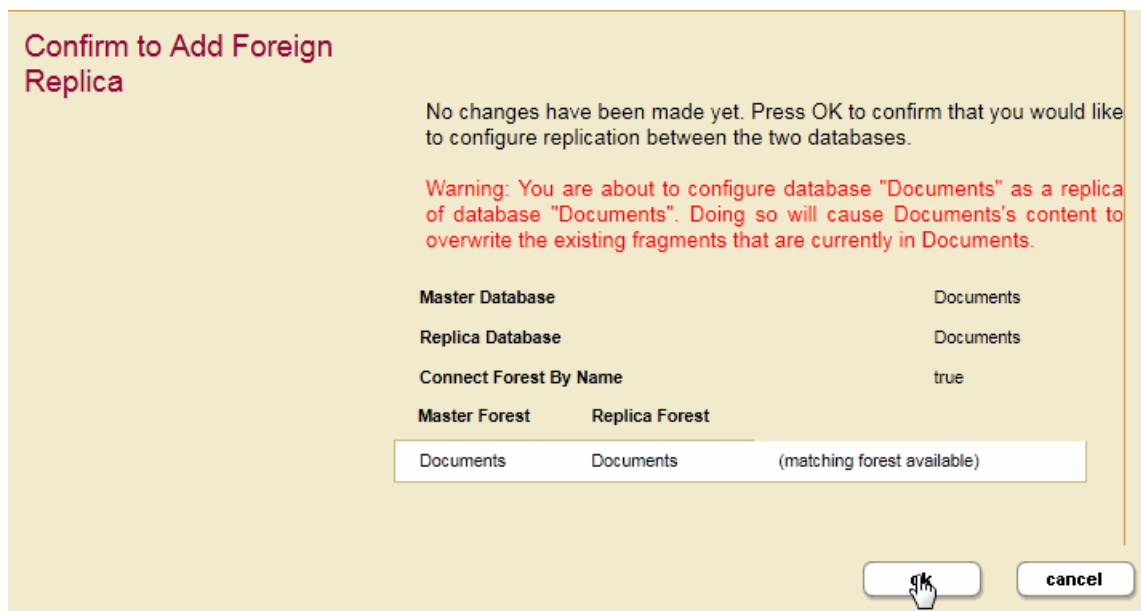 Confirm to Add Foreign
Replica
No changes have been made yet. Press OK to confirm that you would like
to configure replication between the two databases.
Warning: You are about to configure database "Documents" as a replica
of database "Documents". Doing so will cause Documents's content to
overwrite the existing fragments that are currently in Documents.
Master Database Documents
Replica Database Documents
Connect Forest By Name true
Master Forest Replica Forest
Documents Documents (matching forest available)
ok cancel